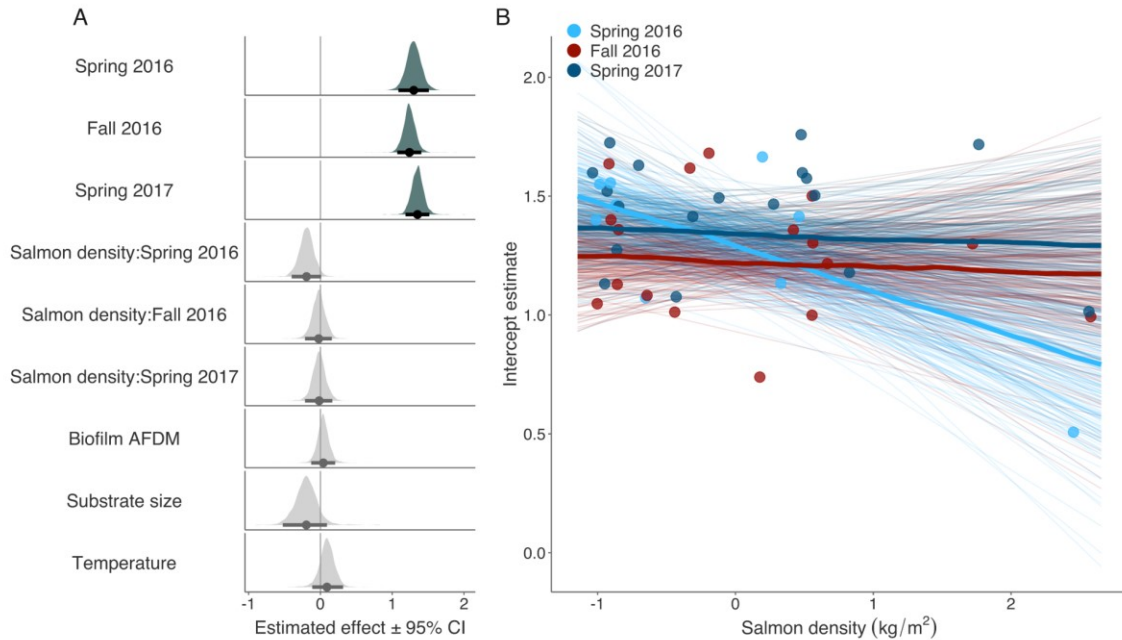 A
Spring 2016
Fall 2016
Spring 2017
Salmon density:Spring 2016
Salmon density:Fall 2016
Salmon density:Spring 2017
Biofilm AFDM
Substrate size
Temperature
-1 0 1 2
Estimated effect ± 95% CI
B
Spring 2016
Fall 2016
Spring 2017
2.0
1.5
1.0
0.5
0.0
Intercept estimate
-1 0 1 2
Salmon density (kg/m²)